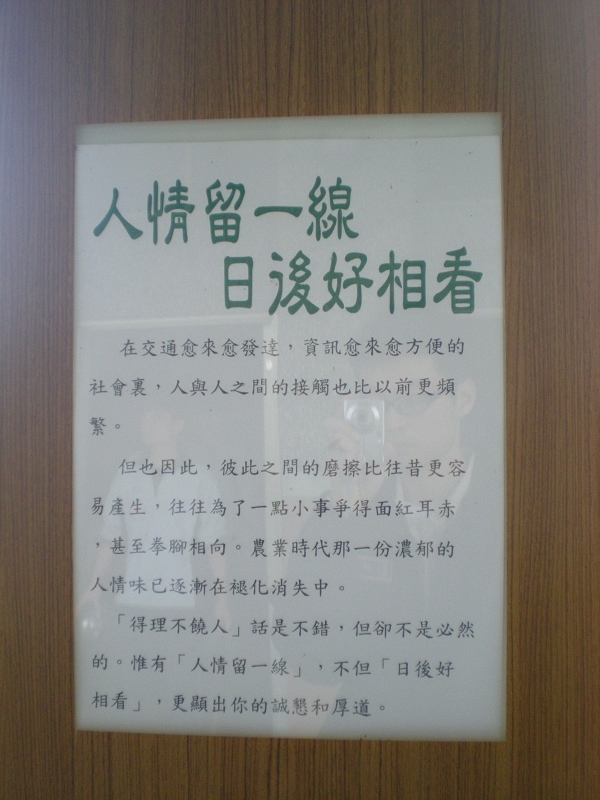 人情留一線
日後好相看
在交通愈來愈發達，資訊愈來愈方便的
社會裏，人與人之間的接觸也比以前更頻
繁。
但也因此，彼此之間的磨擦比往昔更容
易產生，往往為了一點小事爭得面紅耳赤
，甚至拳腳相向。農業時代那一份濃郁的
人情味已逐漸在褪化消失中。
「得理不饒人」話是不錯，但卻不是必然
的。惟有「人情留一線」，不但「日後好
相看」，更顯出你的誠懇和厚道。